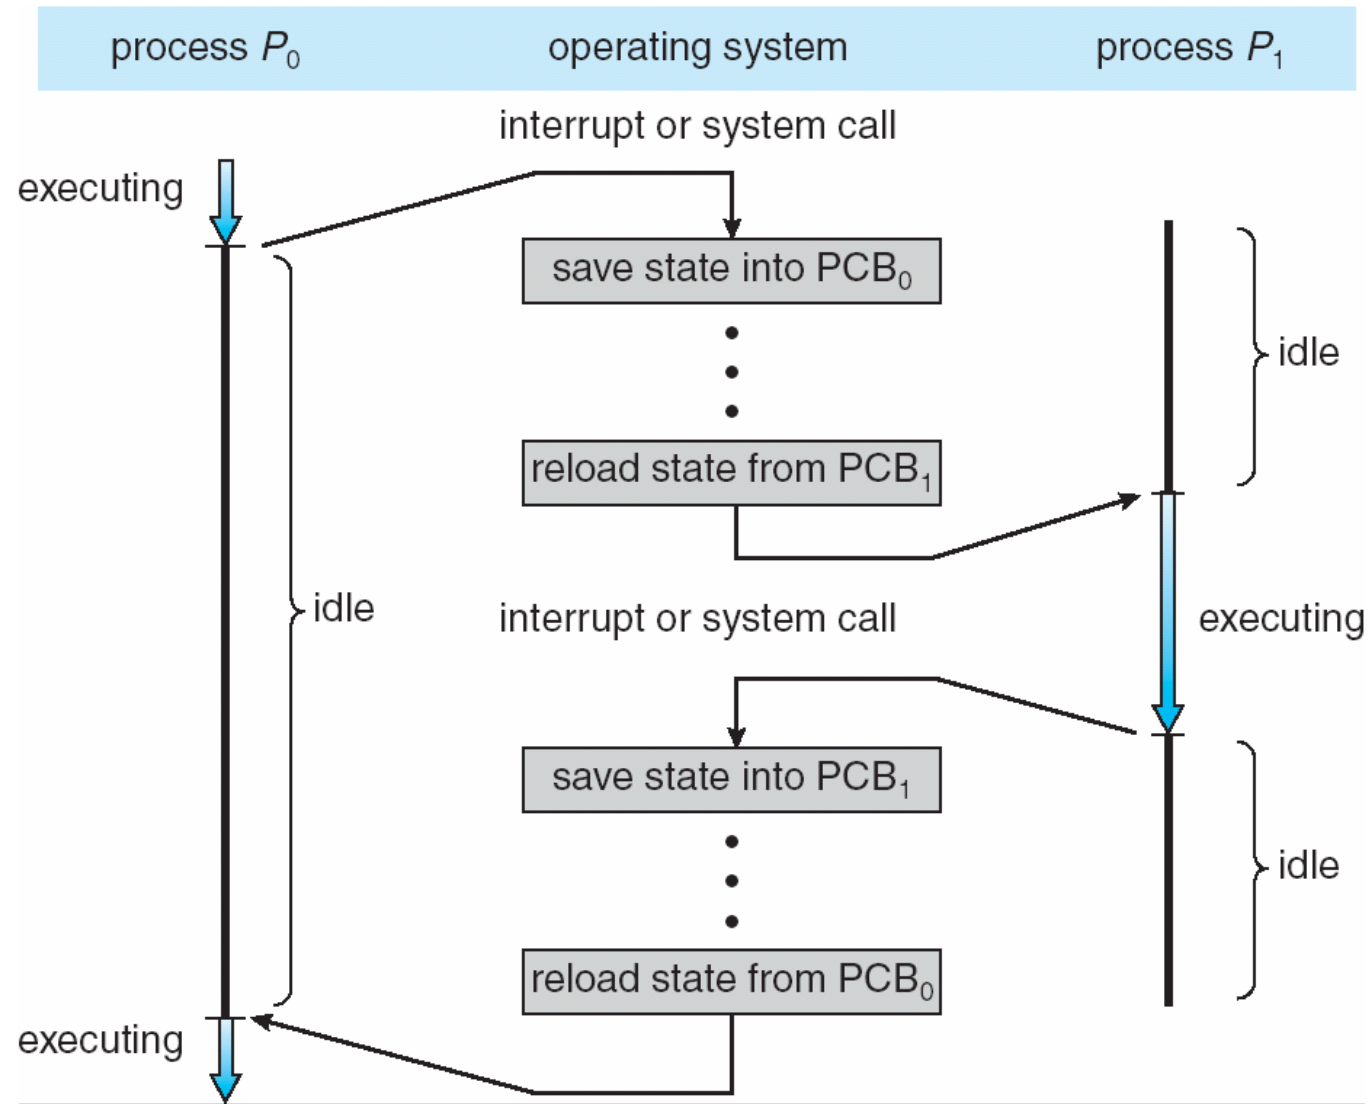 process P0
operating system
process P1
interrupt or system call
executing
save state into PCB0
idle
reload state from PCB1
idle
interrupt or system call
executing
save state into PCB1
idle
reload state from PCB0
executing